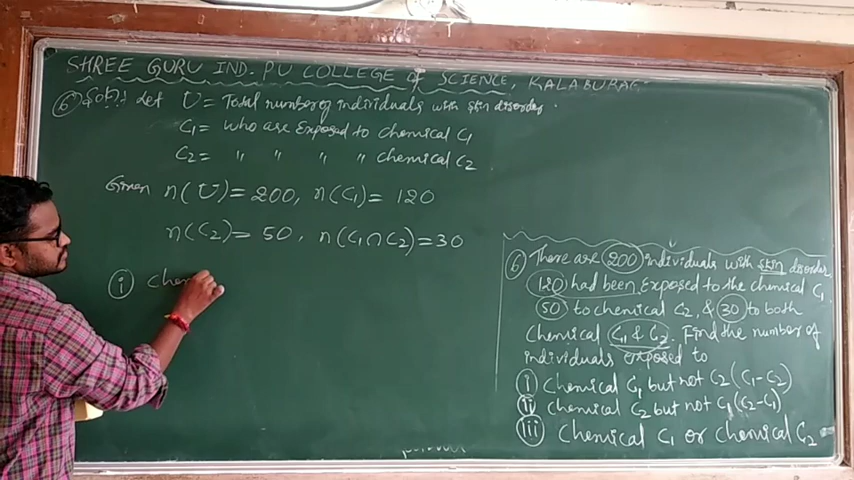 SHREE GURU IND. PU COLLEGE of SCIENCE, KALABURAG
6 Solⁿ: Let U = Total number of individuals with skin disorder.
C₁ = who are Exposed to chemical C₁
C₂ = " " " " chemical C₂
Given n(U) = 200, n(C₁) = 120
n(C₂) = 50, n(C₁∩C₂) = 30
i Chem
6 There are 200 individuals with skin disorder
120 had been Exposed to the chemical C₁
50 to chemical C₂, & 30 to both
Chemical C₁ & C₂. Find the number of
individuals exposed to
i Chemical C₁ but not C₂ (C₁-C₂)
ii Chemical C₂ but not C₁ (C₂-C₁)
iii Chemical C₁ or chemical C₂